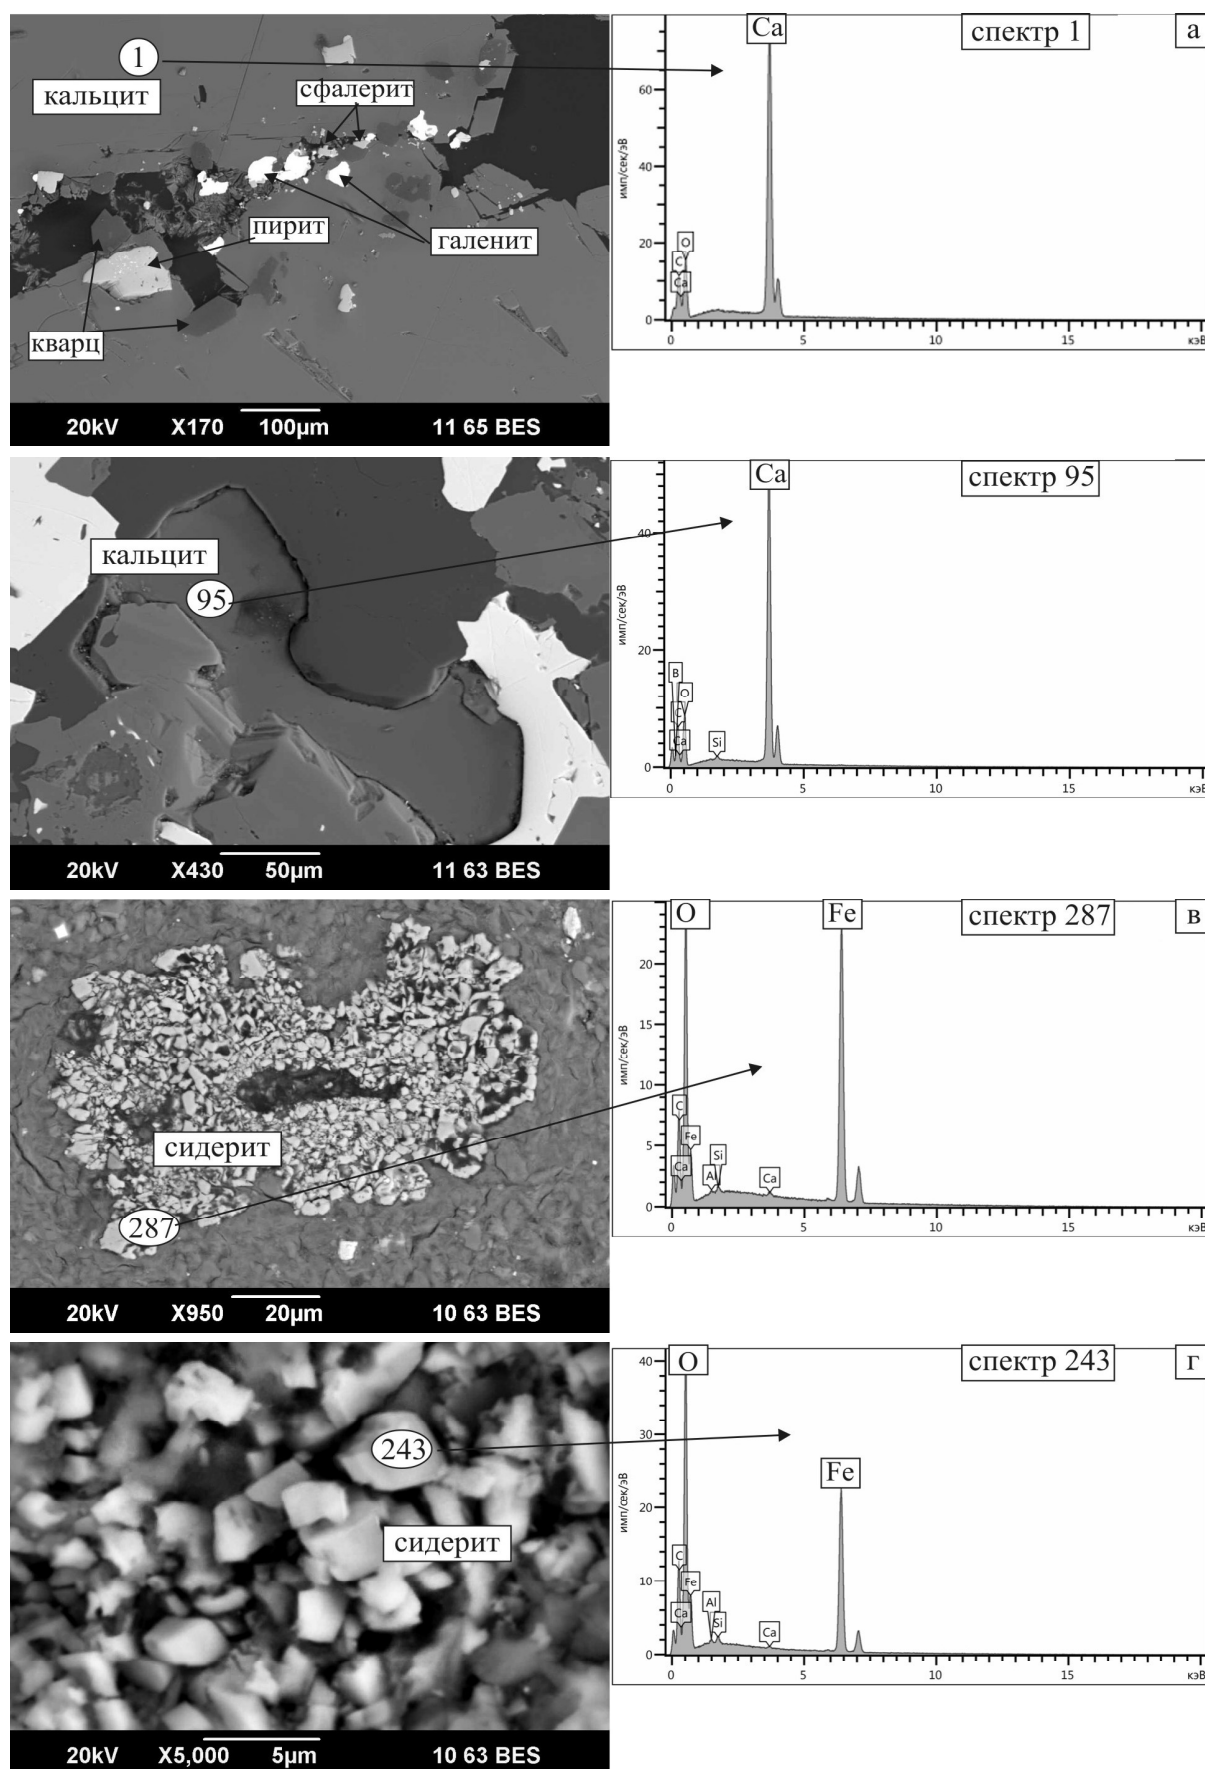 1
кальцит
сфалерит
пирит
галенит
кварц
20kV X170 100µm 11 65 BES
Ca
спектр 1
а
имп/сек/эВ
60
40
20
0
O
C
Ca
0 5 10 15 кэВ
кальцит
95
20kV X430 50µm 11 63 BES
Ca
спектр 95
имп/сек/эВ
40
20
0
B
O
C
Ca
Si
0 5 10 15 кэВ
сидерит
287
20kV X950 20µm 10 63 BES
O
Fe
спектр 287
в
имп/сек/эВ
20
15
10
5
0
C
Fe
Ca
Si
Al
Ca
0 5 10 15 кэВ
243
сидерит
20kV X5,000 5µm 10 63 BES
O
Fe
спектр 243
г
имп/сек/эВ
40
30
20
10
0
C
Fe
Ca
Al
Si
Ca
0 5 10 15 кэВ